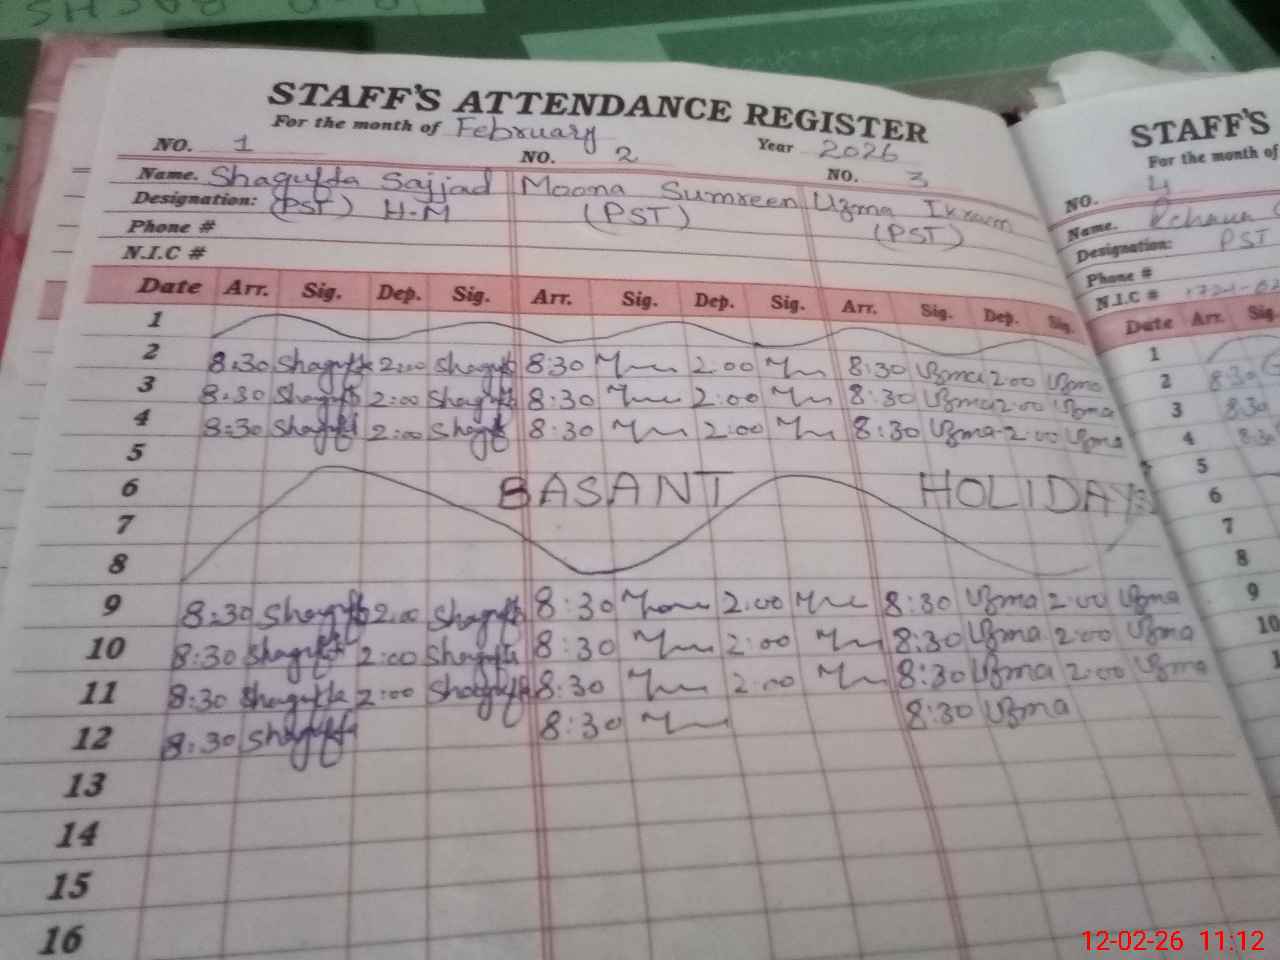 STAFF'S ATTENDANCE REGISTER
For the month of February Year 2026
NO. 1 NO. 2 NO. 3
Name. Shagufta Sajjad Moona Sumreen Uzma Ikram
Designation: (PST) H-M (PST) (PST)
Phone #
N.I.C #
Date Arr. Sig. Dep. Sig. Arr. Sig. Dep. Sig. Arr. Sig. Dep. Sig.
1
2 8:30 Shagufta 2:00 Shagufta 8:30 2:00 8:30 Uzma 2:00 Uzma
3 8:30 Shagufta 2:00 Shagufta 8:30 2:00 8:30 Uzma 2:00 Uzma
4 8:30 Shagufta 2:00 Shagufta 8:30 2:00 8:30 Uzma 2:00 Uzma
5
6 BASANT HOLIDAYS
7
8
9 8:30 Shagufta 2:00 Shagufta 8:30 2:00 8:30 Uzma 2:00 Uzma
10 8:30 Shagufta 2:00 Shagufta 8:30 2:00 8:30 Uzma 2:00 Uzma
11 8:30 Shagufta 2:00 Shagufta 8:30 2:00 8:30 Uzma 2:00 Uzma
12 8:30 Shagufta 8:30 8:30 Uzma
13
14
15
16
STAFF'S
For the month of
NO. 4
Name.
Designation: PST
Phone #
N.I.C #
Date Arr. Sig.
1
2 8:30
3 8:30
4 8:30
5
6
7
8
9
10
12-02-26 11:12